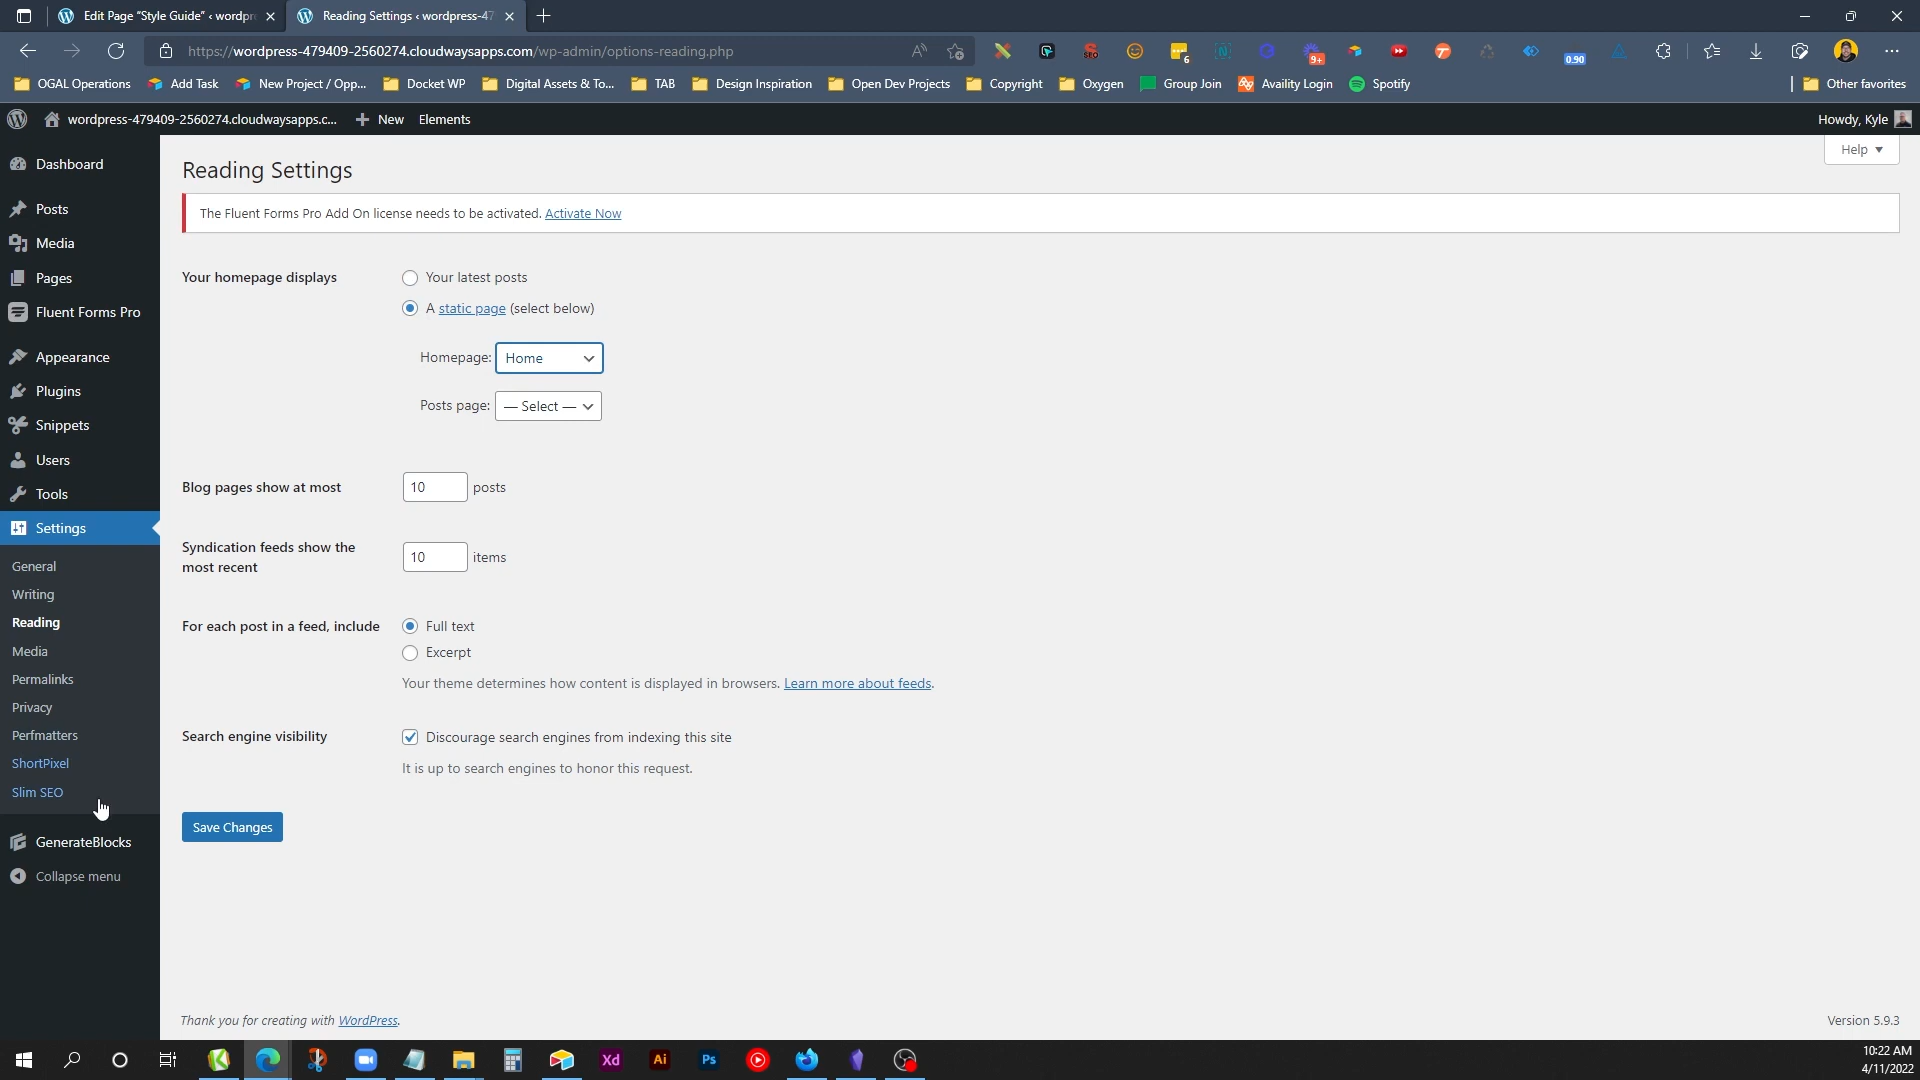 Edit Page "Style Guide" ‹ wordpr
Reading Settings ‹ wordpress-47
https://wordpress-479409-2560274.cloudwaysapps.com/wp-admin/options-reading.php
SEO
6
9+
0.90
OGAL Operations
Add Task
New Project / Opp...
Docket WP
Digital Assets & To...
TAB
Design Inspiration
Open Dev Projects
Copyright
Oxygen
Group Join
Availity Login
Spotify
Other favorites
wordpress-479409-2560274.cloudwaysapps.c...
New
Elements
Howdy, Kyle
Dashboard
Posts
Media
Pages
Fluent Forms Pro
Appearance
Plugins
Snippets
Users
Tools
Settings
General
Writing
Reading
Media
Permalinks
Privacy
Perfmatters
ShortPixel
Slim SEO
GenerateBlocks
Collapse menu
Help
Reading Settings
The Fluent Forms Pro Add On license needs to be activated. Activate Now
Your homepage displays
Your latest posts
A static page (select below)
Homepage: Home
Posts page: — Select —
Blog pages show at most
10 posts
Syndication feeds show the
most recent
10 items
For each post in a feed, include
Full text
Excerpt
Your theme determines how content is displayed in browsers. Learn more about feeds.
Search engine visibility
Discourage search engines from indexing this site
It is up to search engines to honor this request.
Save Changes
Thank you for creating with WordPress.
Version 5.9.3
Xd
Ai
Ps
10:22 AM
4/11/2022